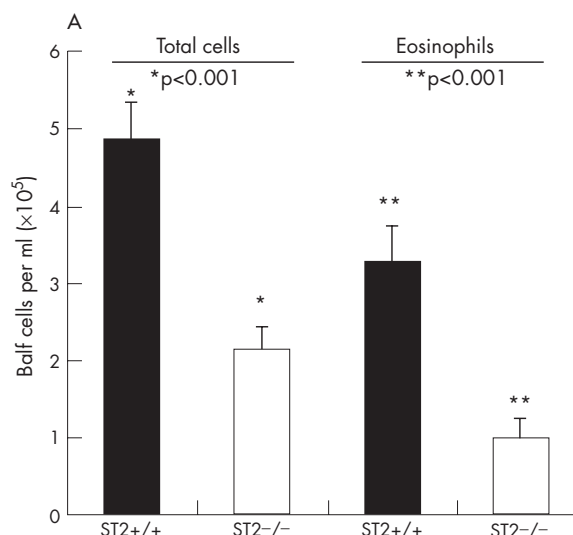 A
Total cells Eosinophils
*p<0.001 **p<0.001
Balf cells per ml (×10⁵)
6
5
4
3
2
1
0
*
*
**
**
ST2+/+ ST2−/− ST2+/+ ST2−/−